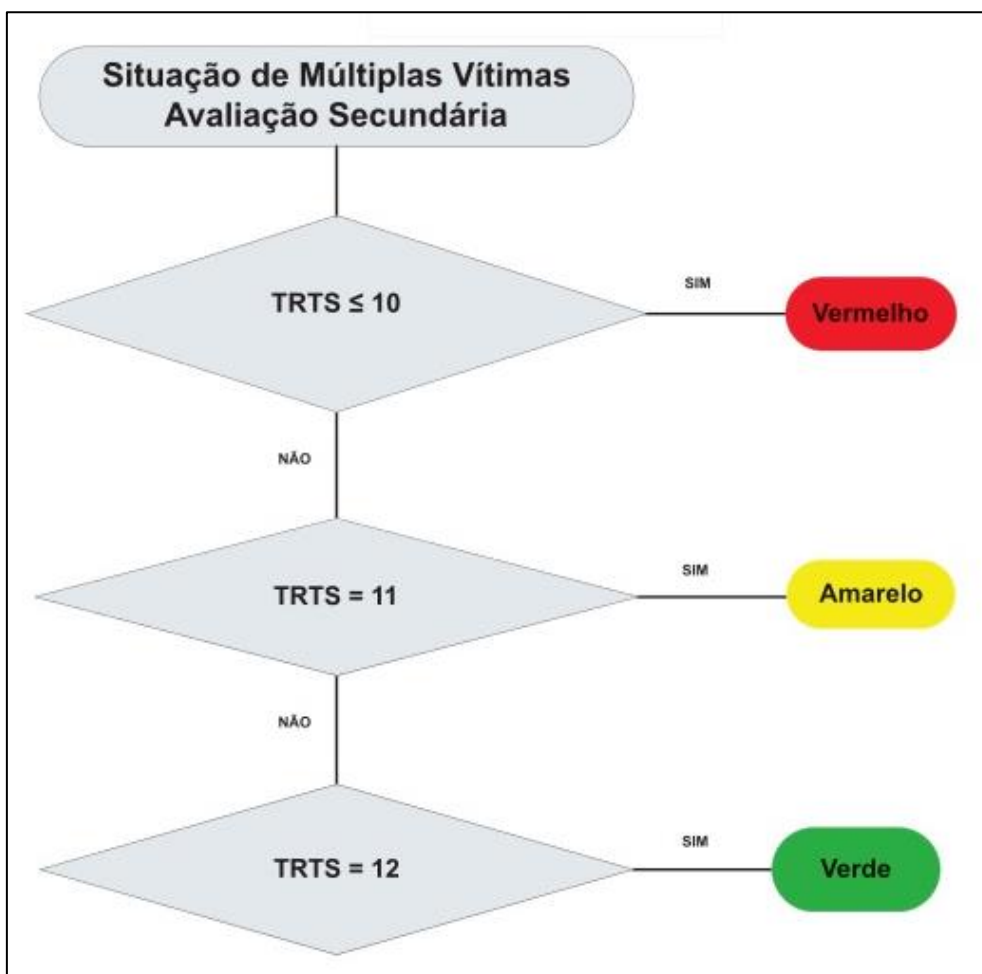 Situação de Múltiplas Vítimas
Avaliação Secundária
TRTS ≤ 10
SIM
Vermelho
NÃO
TRTS = 11
SIM
Amarelo
NÃO
TRTS = 12
SIM
Verde